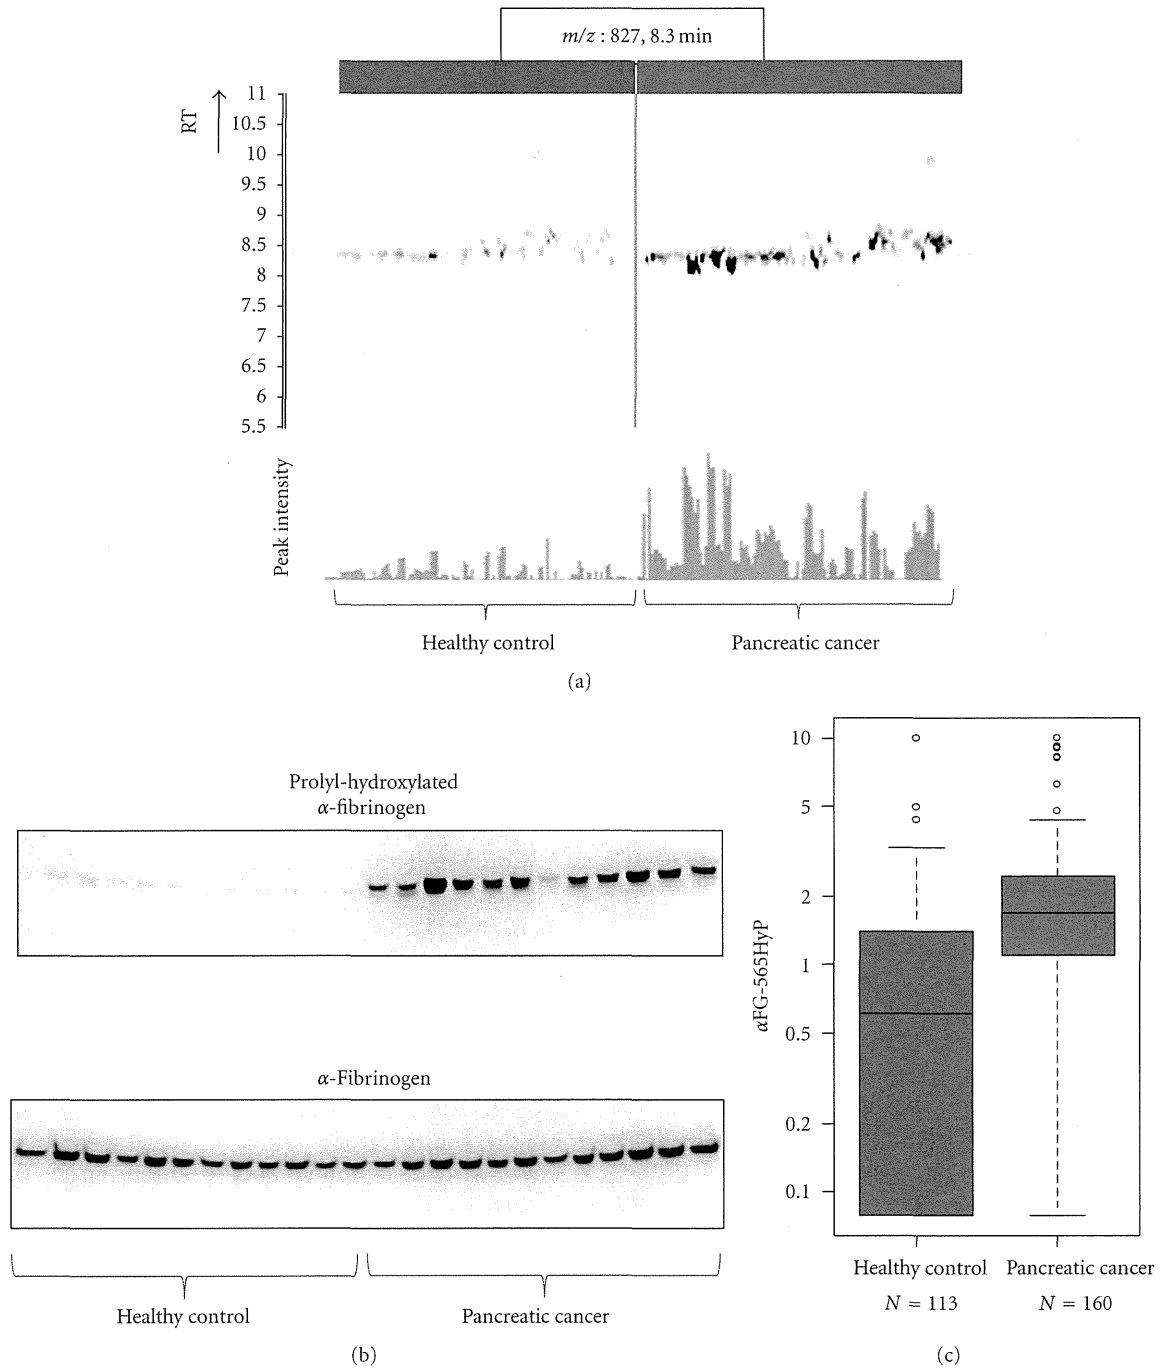 m/z : 827, 8.3 min
RT
11
10.5
10
9.5
9
8.5
8
7.5
7
6.5
6
5.5
Peak intensity
Healthy control
Pancreatic cancer
(a)
Prolyl-hydroxylated
α-fibrinogen
α-Fibrinogen
Healthy control
Pancreatic cancer
(b)
αFG-565HyP
10
5
2
1
0.5
0.2
0.1
Healthy control
Pancreatic cancer
N = 113
N = 160
(c)